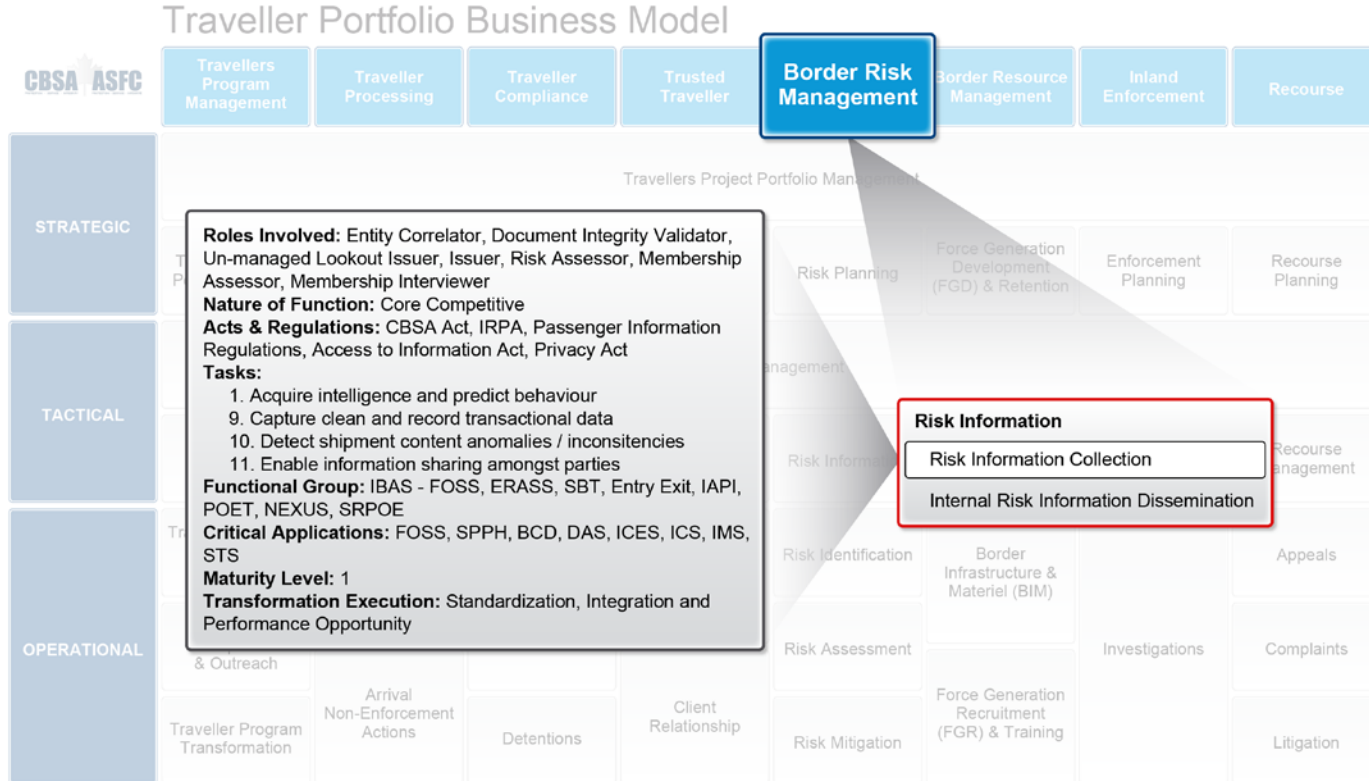 Traveller Portfolio Business Model
CBSA ASFC
Travellers
Program
Management
Traveller
Processing
Traveller
Compliance
Trusted
Traveller
Border Risk
Management
Border Resource
Management
Inland
Enforcement
Recourse
STRATEGIC
Travellers Project Portfolio Management
Risk Planning
Force Generation
Development
(FGD) & Retention
Enforcement
Planning
Recourse
Planning
Roles Involved: Entity Correlator, Document Integrity Validator,
Un-managed Lookout Issuer, Issuer, Risk Assessor, Membership
Assessor, Membership Interviewer
Nature of Function: Core Competitive
Acts & Regulations: CBSA Act, IRPA, Passenger Information
Regulations, Access to Information Act, Privacy Act
Tasks:
1. Acquire intelligence and predict behaviour
9. Capture clean and record transactional data
10. Detect shipment content anomalies / inconsitencies
11. Enable information sharing amongst parties
Functional Group: IBAS - FOSS, ERASS, SBT, Entry Exit, IAPI,
POET, NEXUS, SRPOE
Critical Applications: FOSS, SPPH, BCD, DAS, ICES, ICS, IMS,
STS
Maturity Level: 1
Transformation Execution: Standardization, Integration and
Performance Opportunity
TACTICAL
Risk Information
Risk Information Collection
Internal Risk Information Dissemination
Recourse
OPERATIONAL
Risk Identification
Border
Infrastructure &
Materiel (BIM)
Appeals
& Outreach
Risk Assessment
Investigations
Complaints
Traveller Program
Transformation
Arrival
Non-Enforcement
Actions
Detentions
Client
Relationship
Risk Mitigation
Force Generation
Recruitment
(FGR) & Training
Litigation